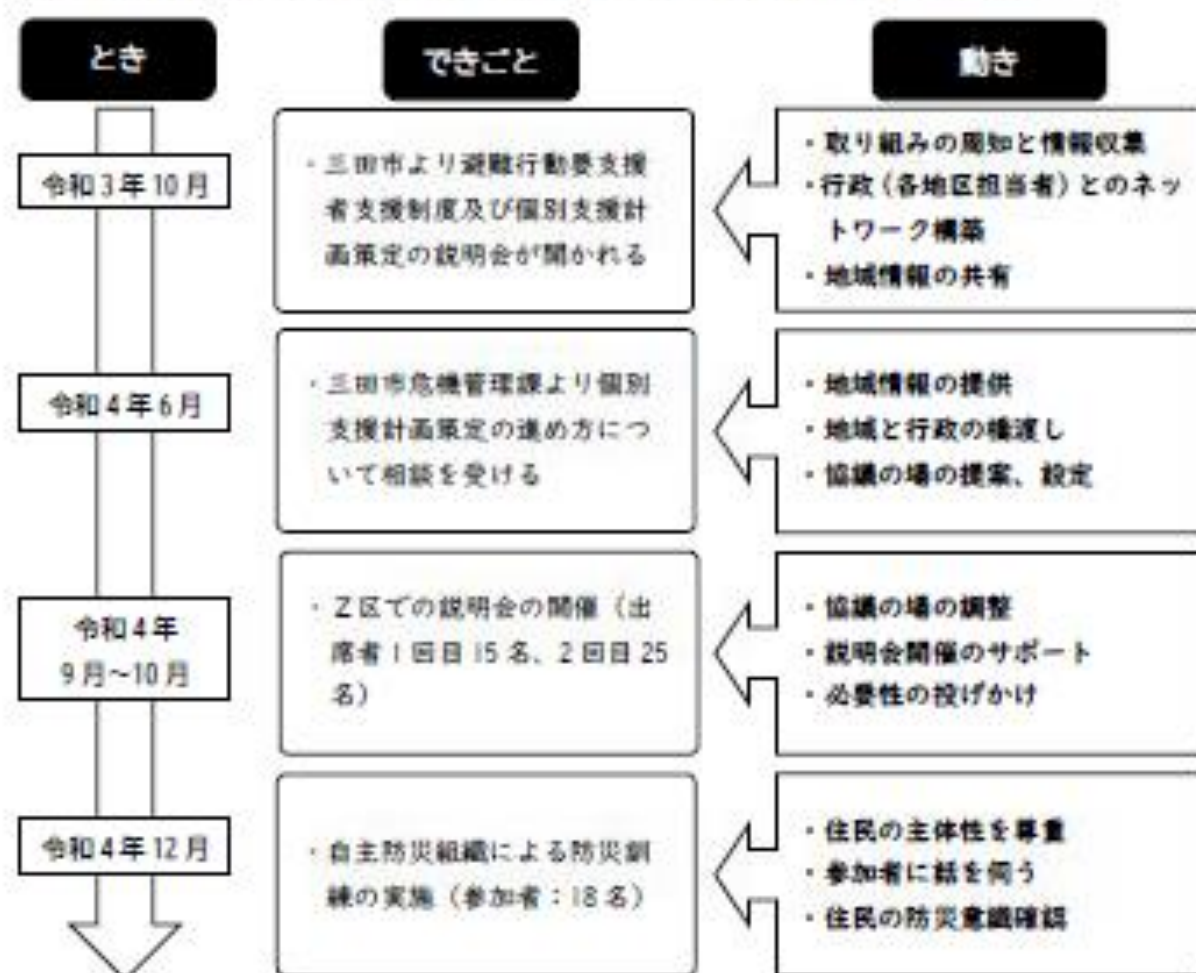 とき
できごと
動き
令和3年10月
・三田市より避難行動要支援
者支援制度及び個別支援計
画策定の説明会が開かれる
・取り組みの周知と情報収集
・行政（各地区担当者）とのネッ
トワーク構築
・地域情報の共有
令和4年6月
・三田市危機管理課より個別
支援計画策定の進め方につ
いて相談を受ける
・地域情報の提供
・地域と行政の橋渡し
・協議の場の提案、設定
令和4年
9月～10月
・Z区での説明会の開催（出
席者1回目15名、2回目25
名）
・協議の場の調整
・説明会開催のサポート
・必要性の投げかけ
令和4年12月
・自主防災組織による防災訓
練の実施（参加者：18名）
・住民の主体性を尊重
・参加者に話を伺う
・住民の防災意識確認